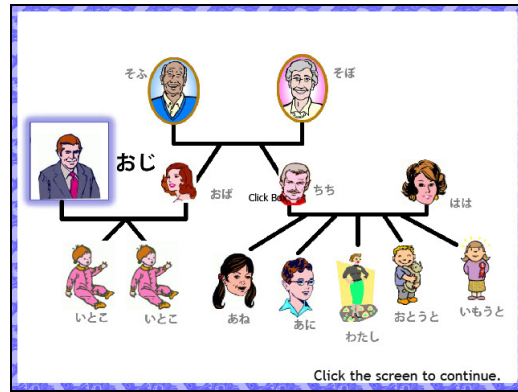 そふ
そぼ
おじ
おば
Click Bo
ちち
はは
いとこ
いとこ
あね
あに
わたし
おとうと
いもうと
Click the screen to continue.